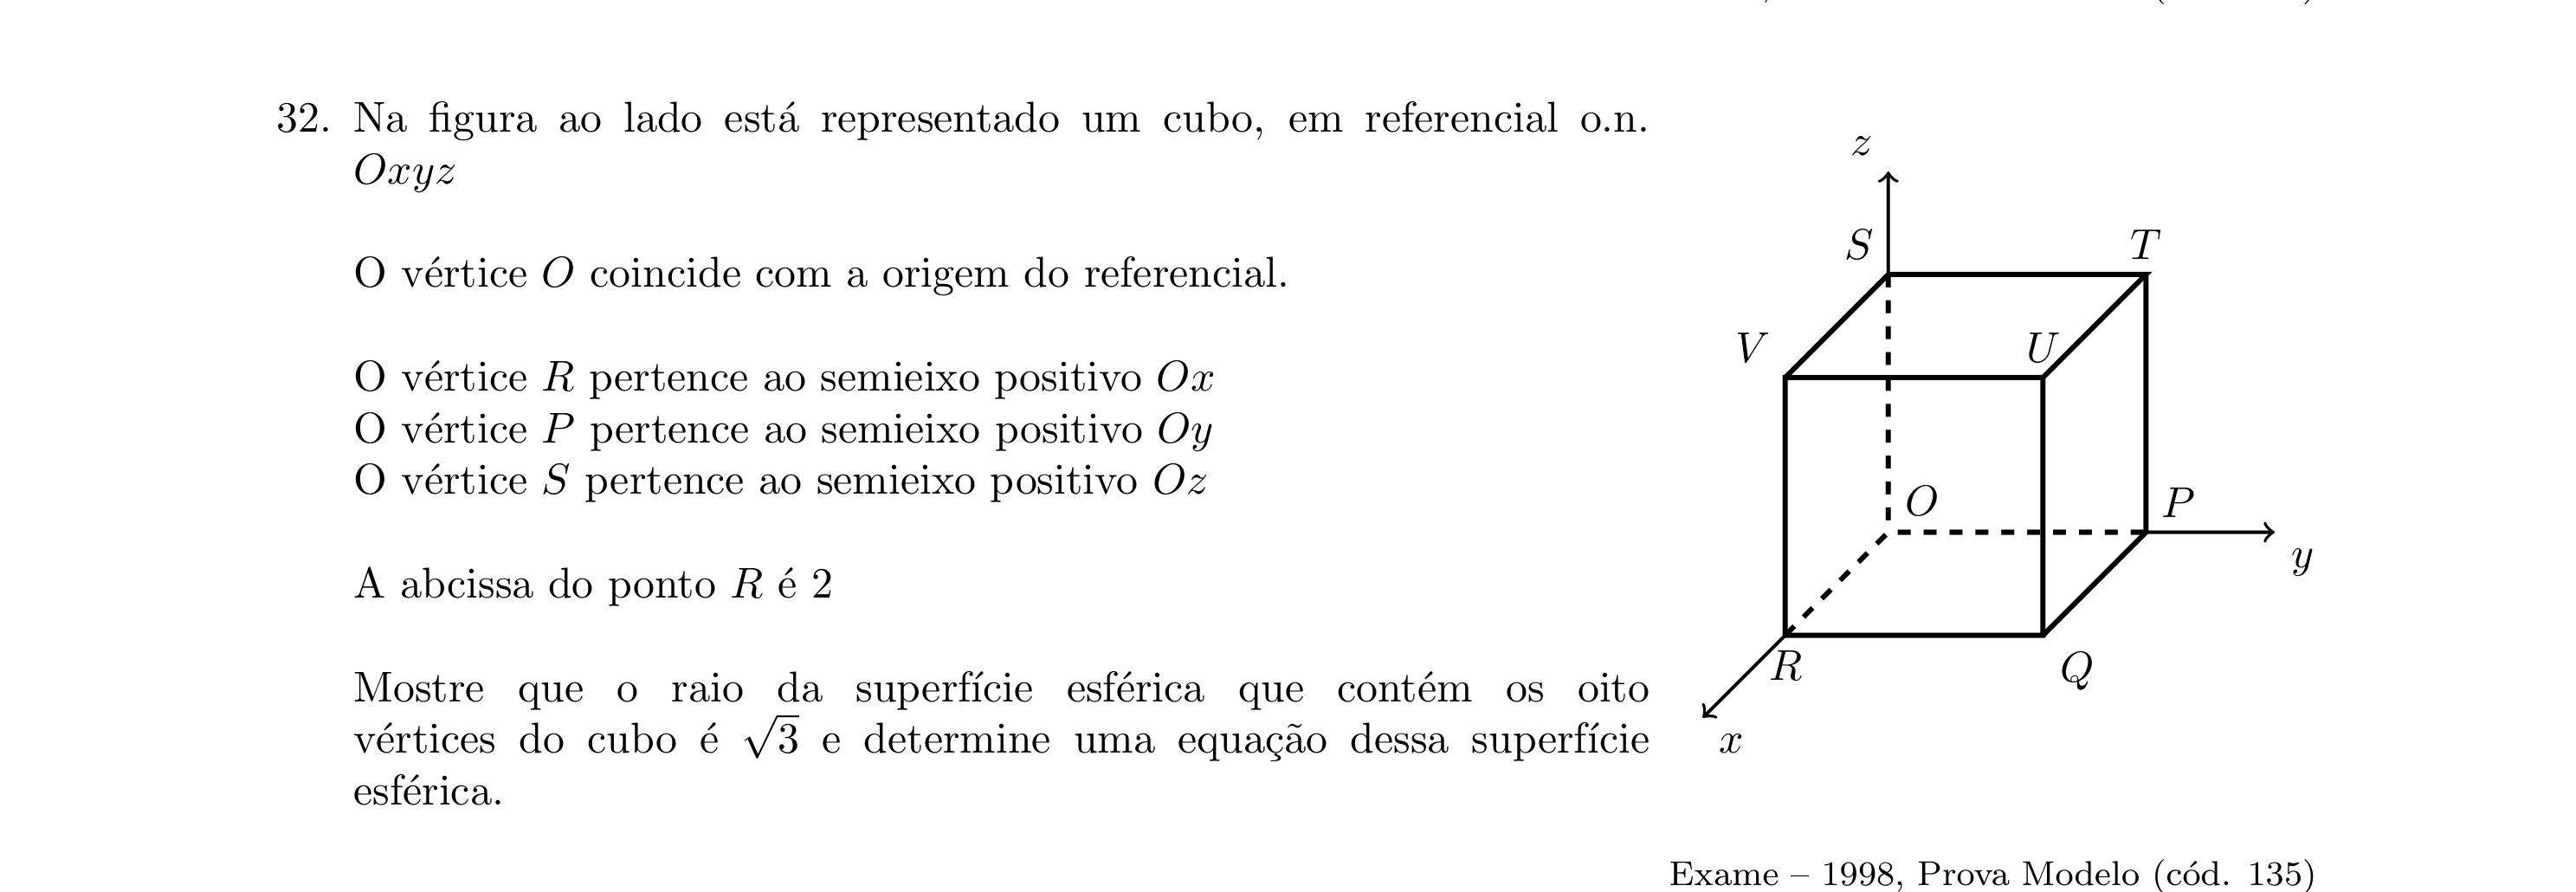 32. Na figura ao lado está representado um cubo, em referencial o.n.
Oxyz
O vértice O coincide com a origem do referencial.
O vértice R pertence ao semieixo positivo Ox
O vértice P pertence ao semieixo positivo Oy
O vértice S pertence ao semieixo positivo Oz
A abcissa do ponto R é 2
Mostre que o raio da superfície esférica que contém os oito
vértices do cubo é √3 e determine uma equação dessa superfície
esférica.
z
S
T
V
U
O
P
y
R
Q
x
Exame – 1998, Prova Modelo (cód. 135)